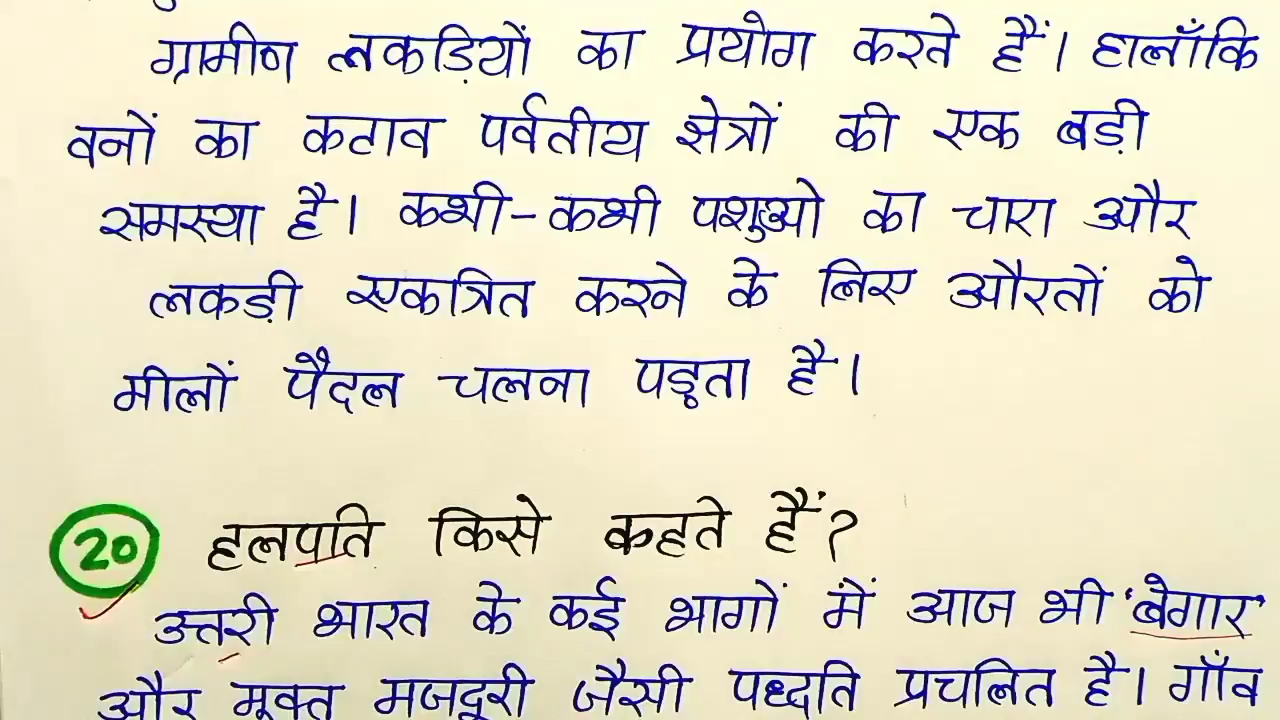 ग्रामीण लकड़ियों का प्रयोग करते हैं। हालाँकि
वनों का कटाव पर्वतीय क्षेत्रों की एक बड़ी
समस्या है। कभी-कभी पशुओ का चारा और
लकड़ी एकत्रित करने के लिए औरतों को
मीलों पैदल चलना पड़ता है।
20 हलपति किसे कहते हैं?
उत्तरी भारत के कई भागों में आज भी 'बेगार'
और मुक्त मजदूरी जैसी पध्दति प्रचलित है। गाँव